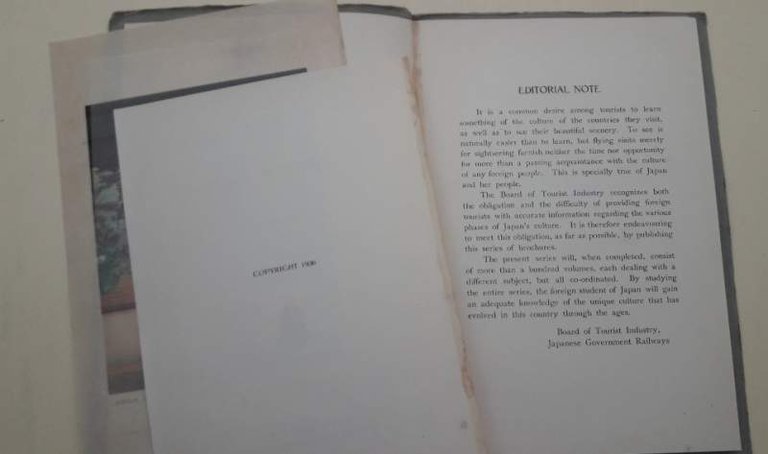 COPYRIGHT 1936
EDITORIAL NOTE
It is a common desire among tourists to learn
something of the culture of the countries they visit,
as well as to see their beautiful scenery. To see is
naturally easier than to learn, but flying visits merely
for sightseeing furnish neither the time nor opportunity
for more than a passing acquaintance with the culture
of any foreign people. This is specially true of Japan
and her people.
The Board of Tourist Industry recognizes both
the obligation and the difficulty of providing foreign
tourists with accurate information regarding the various
phases of Japan's culture. It is therefore endeavouring
to meet this obligation, as far as possible, by publishing
this series of brochures.
The present series will, when completed, consist
of more than a hundred volumes, each dealing with a
different subject, but all co-ordinated. By studying
the entire series, the foreign student of Japan will gain
an adequate knowledge of the unique culture that has
evolved in this country through the ages.
Board of Tourist Industry,
Japanese Government Railways